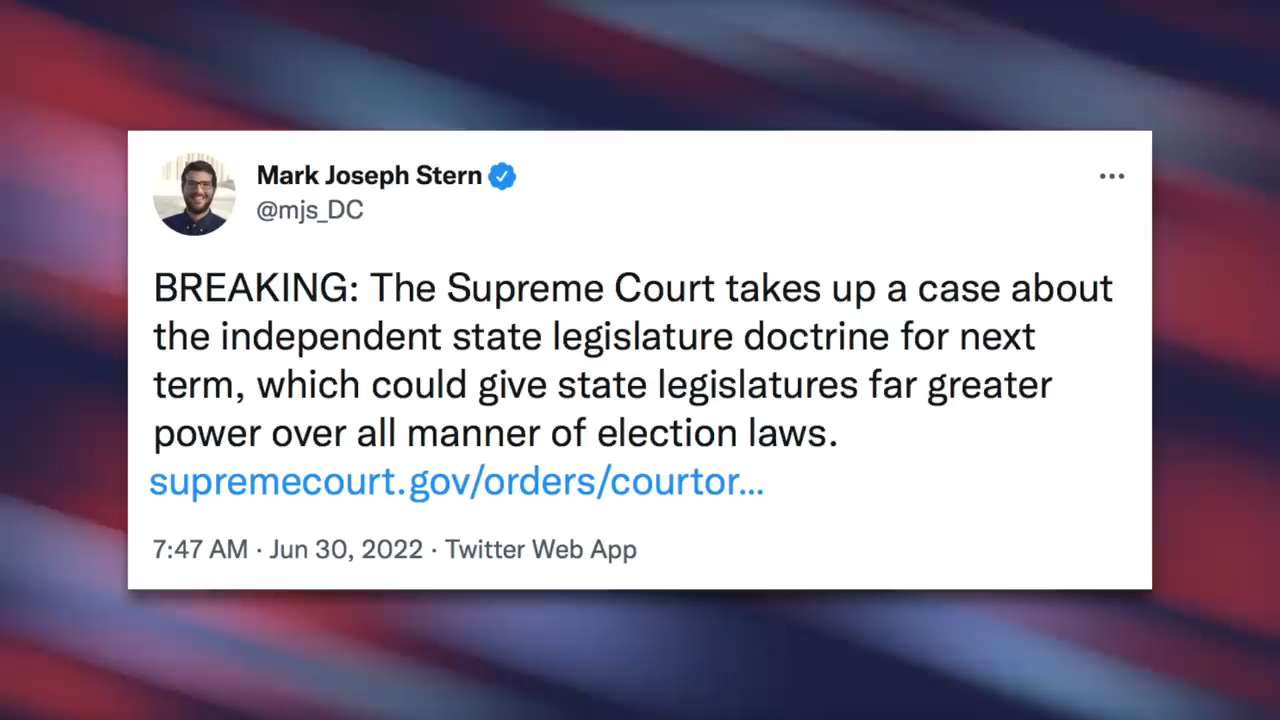 Mark Joseph Stern
@mjs_DC
BREAKING: The Supreme Court takes up a case about
the independent state legislature doctrine for next
term, which could give state legislatures far greater
power over all manner of election laws.
supremecourt.gov/orders/courtor...
7:47 AM · Jun 30, 2022 · Twitter Web App